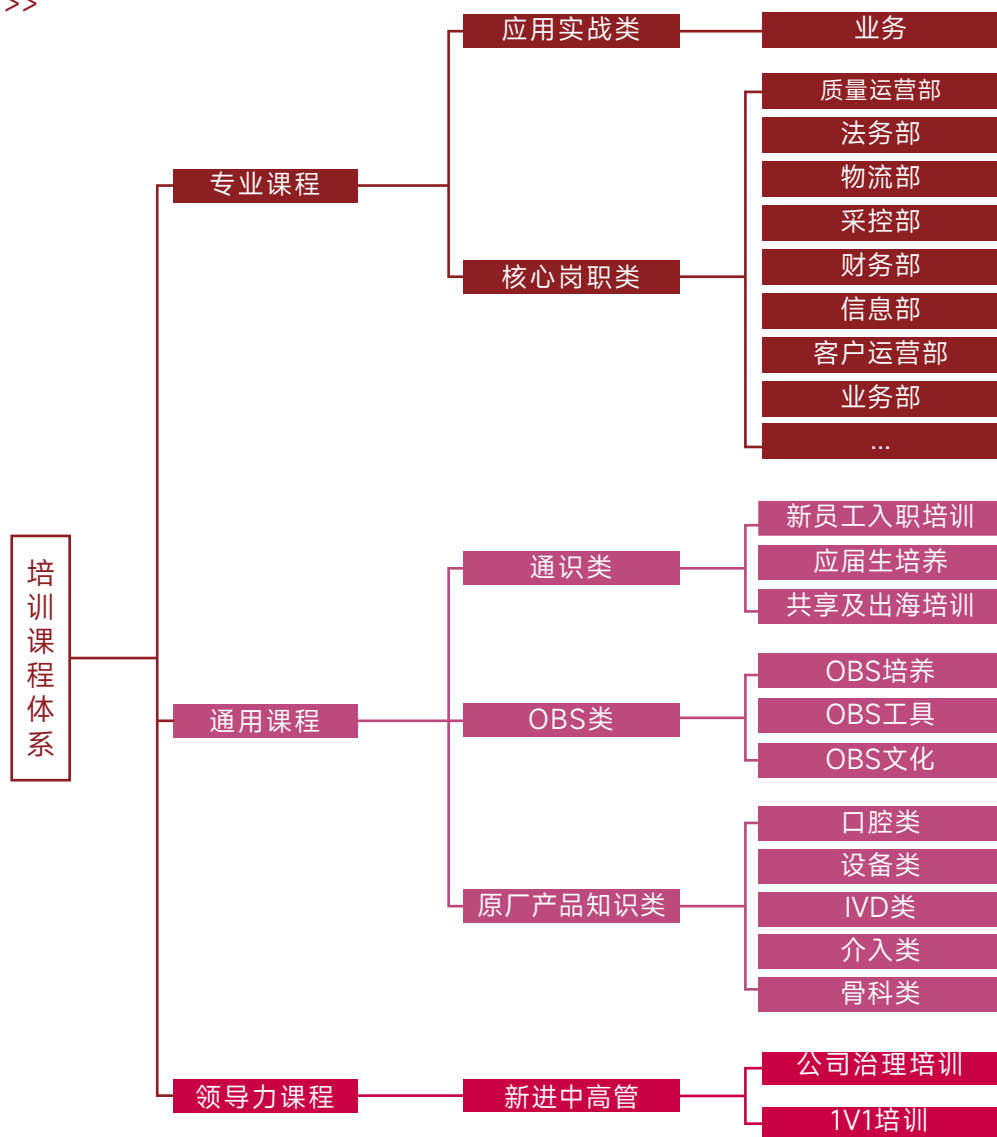 >>
培训课程体系
专业课程
应用实战类
业务
核心岗职类
质量运营部
法务部
物流部
采控部
财务部
信息部
客户运营部
业务部
...
通用课程
通识类
新员工入职培训
应届生培养
共享及出海培训
OBS类
OBS培养
OBS工具
OBS文化
原厂产品知识类
口腔类
设备类
IVD类
介入类
骨科类
领导力课程
新进中高管
公司治理培训
1V1培训